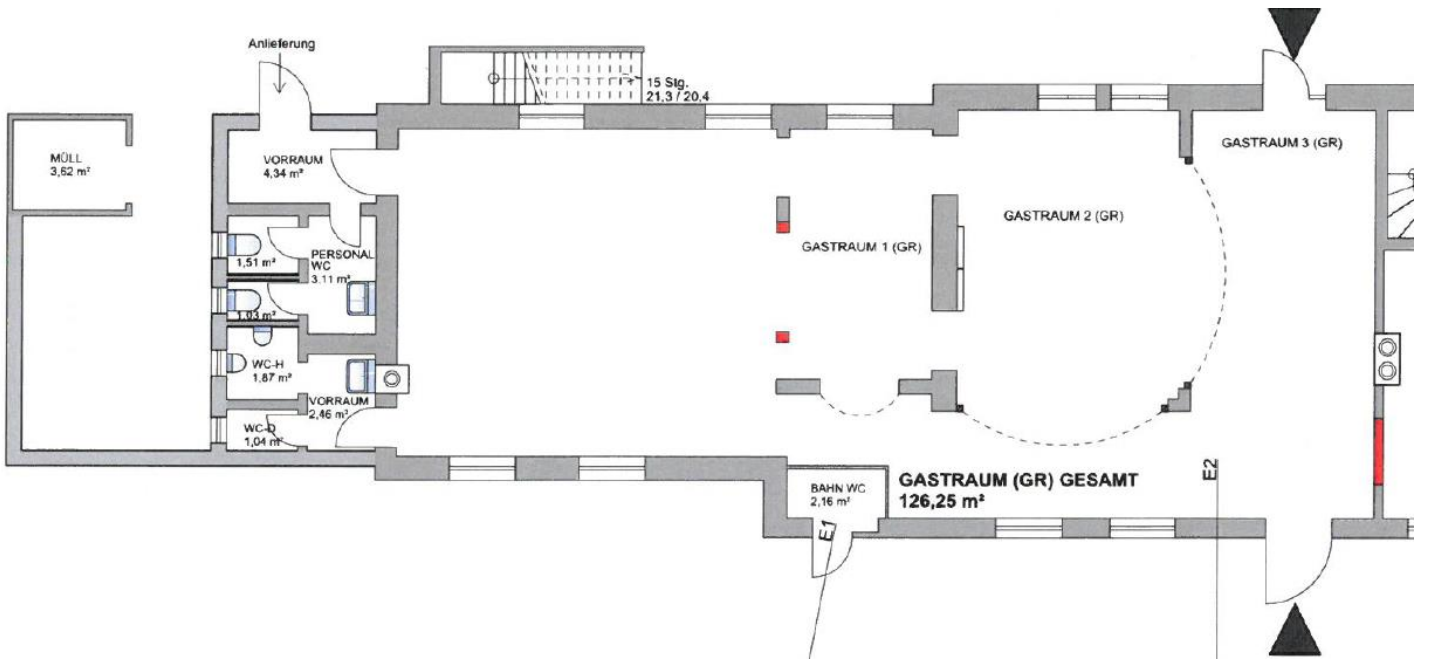 Anlieferung
15 Stg.
21,3 / 20,4
MÜLL
3,62 m²
VORRAUM
4,34 m²
GASTRAUM 3 (GR)
GASTRAUM 2 (GR)
GASTRAUM 1 (GR)
1,51 m²
PERSONAL
WC
3,11 m²
1,03 m²
WC-H
1,87 m²
VORRAUM
2,46 m²
WC-D
1,04 m²
BAHN WC
2,16 m²
GASTRAUM (GR) GESAMT
126,25 m²
E1
E2